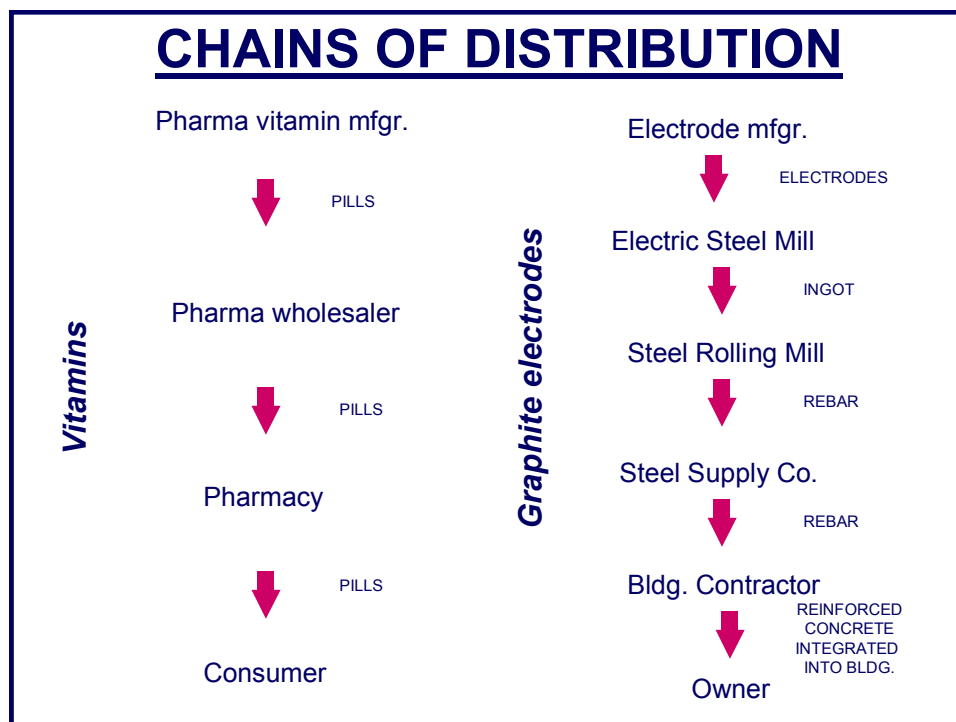 CHAINS OF DISTRIBUTION
Vitamins
Pharma vitamin mfgr.
PILLS
Pharma wholesaler
PILLS
Pharmacy
PILLS
Consumer
Graphite electrodes
Electrode mfgr.
ELECTRODES
Electric Steel Mill
INGOT
Steel Rolling Mill
REBAR
Steel Supply Co.
REBAR
Bldg. Contractor
REINFORCED
CONCRETE
INTEGRATED
INTO BLDG.
Owner